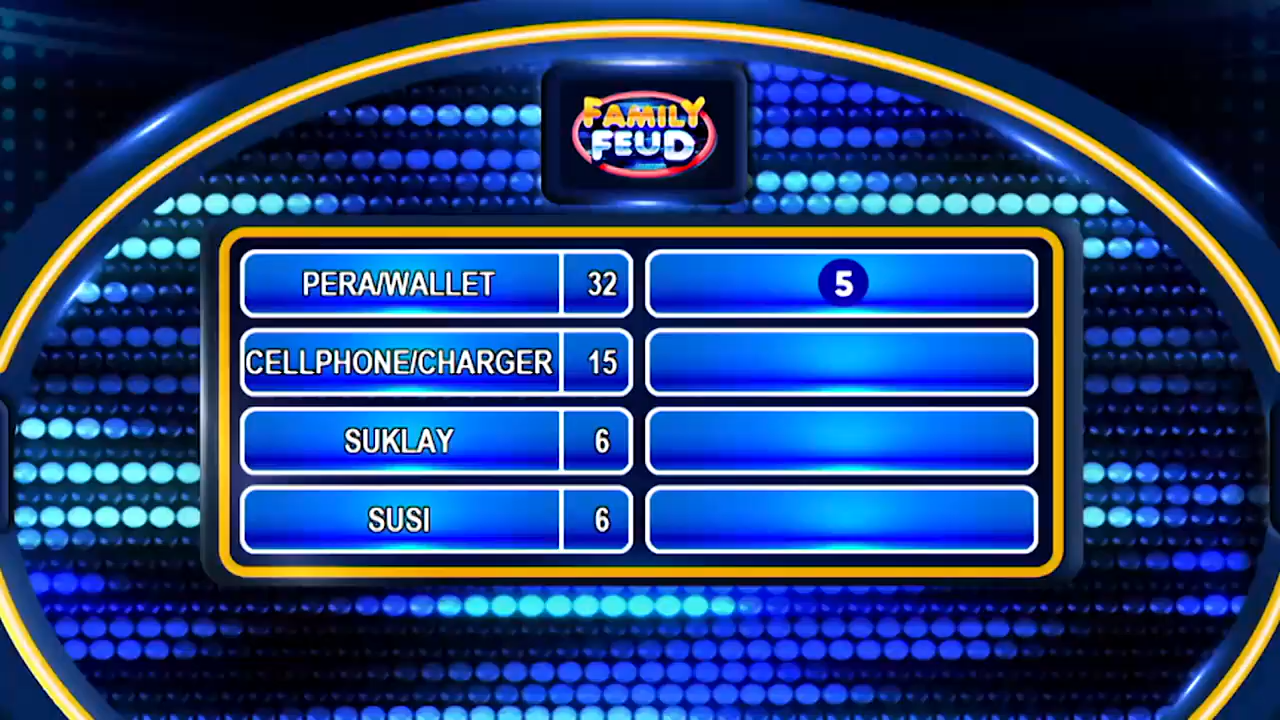 FAMILY
FEUD
PERA/WALLET 32
5
CELLPHONE/CHARGER 15
SUKLAY 6
SUSI 6